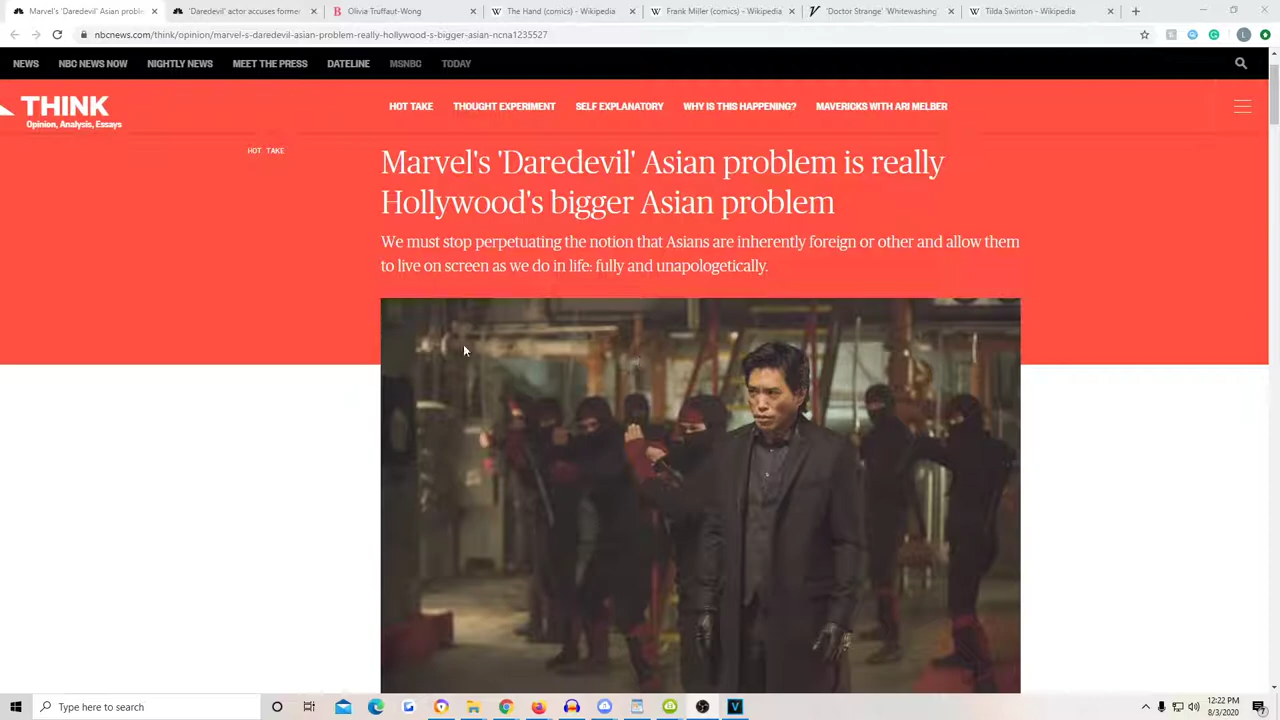 Marvel's 'Daredevil' Asian probl
'Daredevil' actor accuses former
Olivia Truffaut-Wong
The Hand (comics) - Wikipedia
Frank Miller (comics) - Wikipedia
'Doctor Strange' 'Whitewashing'
Tilda Swinton - Wikipedia
nbcnews.com/think/opinion/marvel-s-daredevil-asian-problem-really-hollywood-s-bigger-asian-ncna1235527
NEWS NBC NEWS NOW NIGHTLY NEWS MEET THE PRESS DATELINE MSNBC TODAY
THINK
Opinion, Analysis, Essays
HOT TAKE THOUGHT EXPERIMENT SELF EXPLANATORY WHY IS THIS HAPPENING? MAVERICKS WITH ARI MELBER
HOT TAKE
Marvel's 'Daredevil' Asian problem is really
Hollywood's bigger Asian problem
We must stop perpetuating the notion that Asians are inherently foreign or other and allow them
to live on screen as we do in life: fully and unapologetically.
Type here to search
12:22 PM
8/3/2020